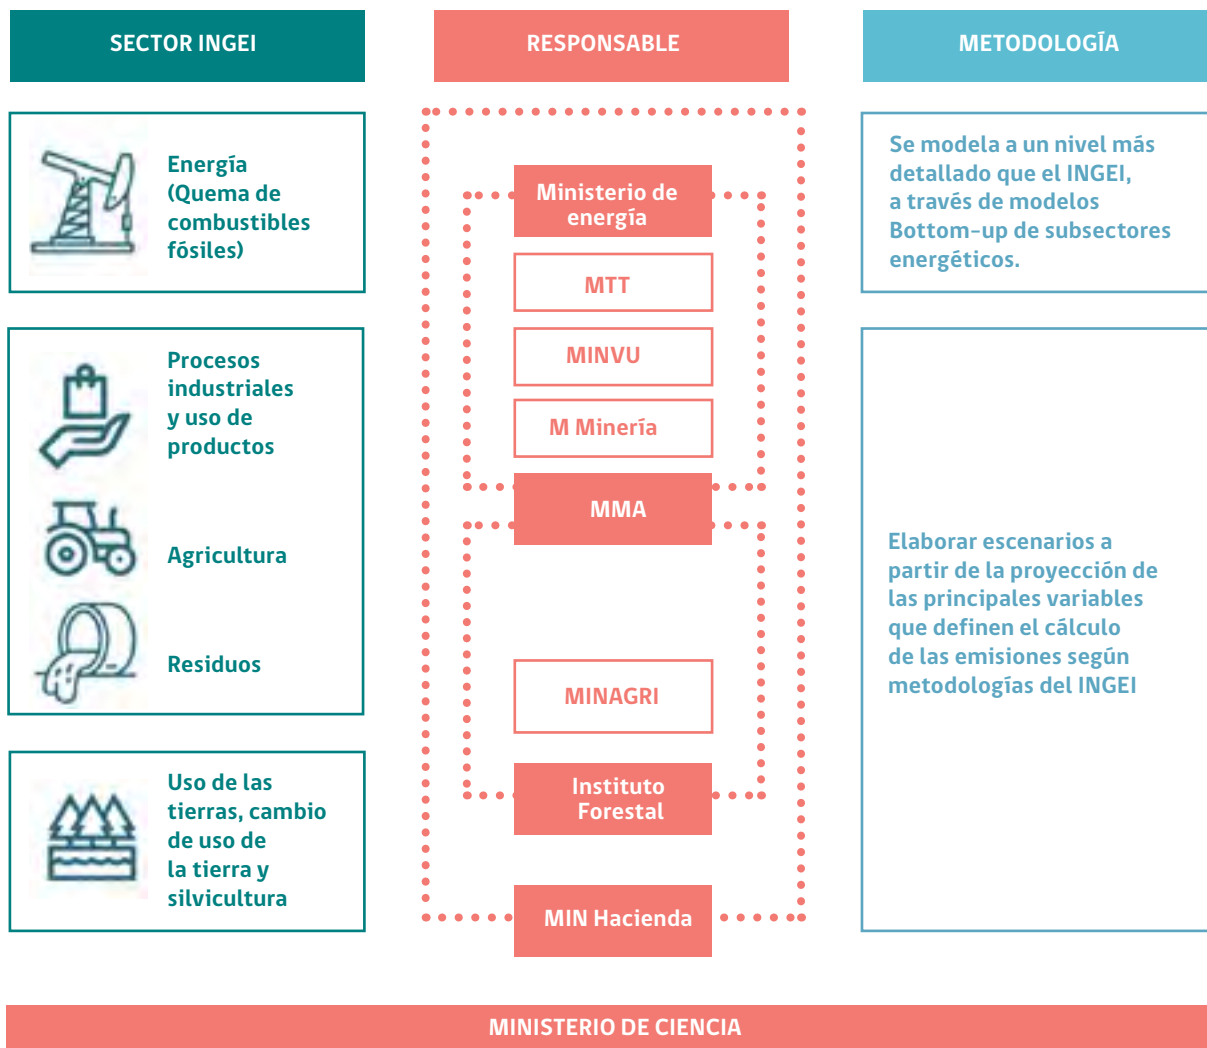 SECTOR INGEI
RESPONSABLE
METODOLOGÍA
Energía
(Quema de
combustibles
fósiles)
Procesos
industriales
y uso de
productos
Agricultura
Residuos
Uso de las
tierras, cambio
de uso de
la tierra y
silvicultura
Ministerio de
energía
MTT
MINVU
M Minería
MMA
MINAGRI
Instituto
Forestal
MIN Hacienda
Se modela a un nivel más
detallado que el INGEI,
a través de modelos
Bottom-up de subsectores
energéticos.
Elaborar escenarios a
partir de la proyección de
las principales variables
que definen el cálculo
de las emisiones según
metodologías del INGEI
MINISTERIO DE CIENCIA